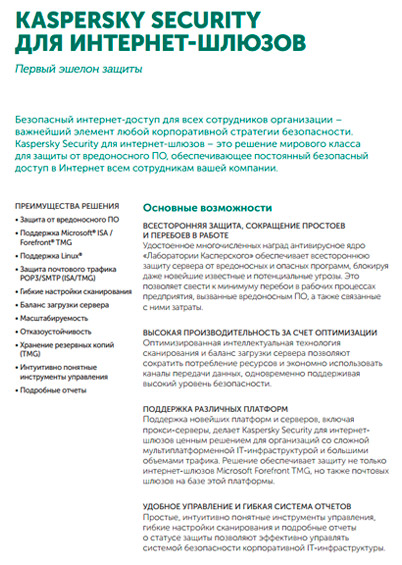 KASPERSKY SECURITY
ДЛЯ ИНТЕРНЕТ-ШЛЮЗОВ
Первый эшелон защиты
Безопасный интернет-доступ для всех сотрудников организации –
важнейший элемент любой корпоративной стратегии безопасности.
Kaspersky Security для интернет-шлюзов – это решение мирового класса
для защиты от вредоносного ПО, обеспечивающее постоянный безопасный
доступ в Интернет всем сотрудникам вашей компании.
ПРЕИМУЩЕСТВА РЕШЕНИЯ
• Защита от вредоносного ПО
• Поддержка Microsoft® ISA /
Forefront® TMG
• Поддержка Linux®
• Защита почтового трафика
POP3/SMTP (ISA/TMG)
• Гибкие настройки сканирования
• Баланс загрузки сервера
• Масштабируемость
• Отказоустойчивость
• Хранение резервных копий
(TMG)
• Интуитивно понятные
инструменты управления
• Подробные отчеты
Основные возможности
ВСЕСТОРОННЯЯ ЗАЩИТА, СОКРАЩЕНИЕ ПРОСТОЕВ
И ПЕРЕБОЕВ В РАБОТЕ
Удостоенное многочисленных наград антивирусное ядро
«Лаборатории Касперского» обеспечивает всестороннюю
защиту сервера от вредоносных и опасных программ, блокируя
даже новейшие известные и потенциальные угрозы. Это
позволяет свести к минимуму перебои в рабочих процессах
предприятия, вызванные вредоносным ПО, а также связанные
с ними затраты.
ВЫСОКАЯ ПРОИЗВОДИТЕЛЬНОСТЬ ЗА СЧЕТ ОПТИМИЗАЦИИ
Оптимизированная интеллектуальная технология
сканирования и баланс загрузки сервера позволяют
сократить потребление ресурсов и экономно использовать
каналы передачи данных, одновременно поддерживая
высокий уровень безопасности.
ПОДДЕРЖКА РАЗЛИЧНЫХ ПЛАТФОРМ
Поддержка новейших платформ и серверов, включая
прокси-серверы, делает Kaspersky Security для интернет-
шлюзов ценным решением для организаций со сложной
мультиплатформенной IT-инфраструктурой и большими
объемами трафика. Решение обеспечивает защиту не только
интернет-шлюзов Microsoft Forefront TMG, но также почтовых
шлюзов на базе этой платформы.
УДОБНОЕ УПРАВЛЕНИЕ И ГИБКАЯ СИСТЕМА ОТЧЕТОВ
Простые, интуитивно понятные инструменты управления,
гибкие настройки сканирования и подробные отчеты
о статусе защиты позволяют эффективно управлять
системой безопасности корпоративной IT-инфраструктуры.